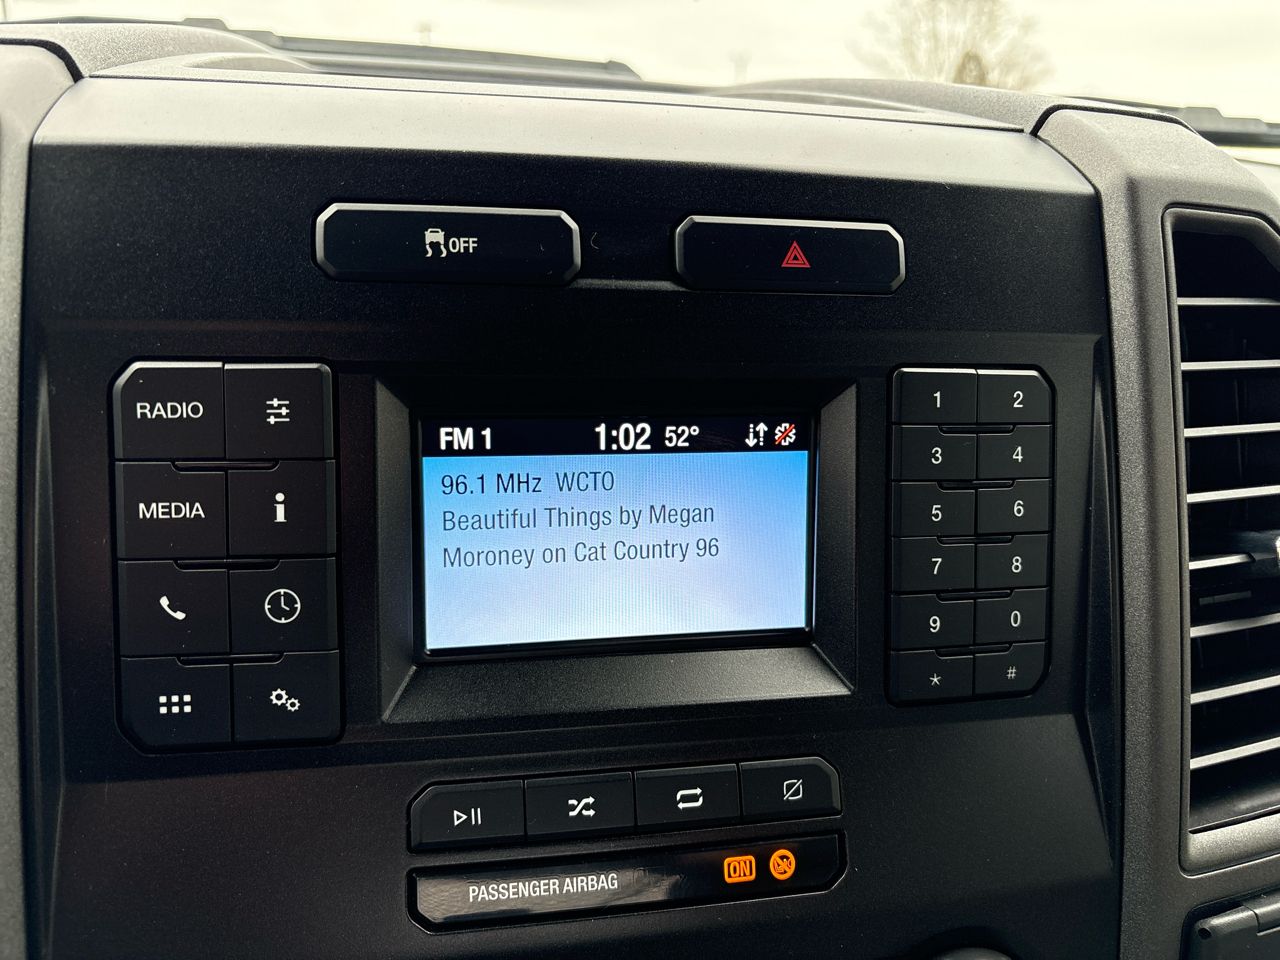 OFF
RADIO
MEDIA
FM 1 1:02 52°
96.1 MHz WCTO
Beautiful Things by Megan
Moroney on Cat Country 96
1 2
3 4
5 6
7 8
9 0
* #
PASSENGER AIRBAG ON